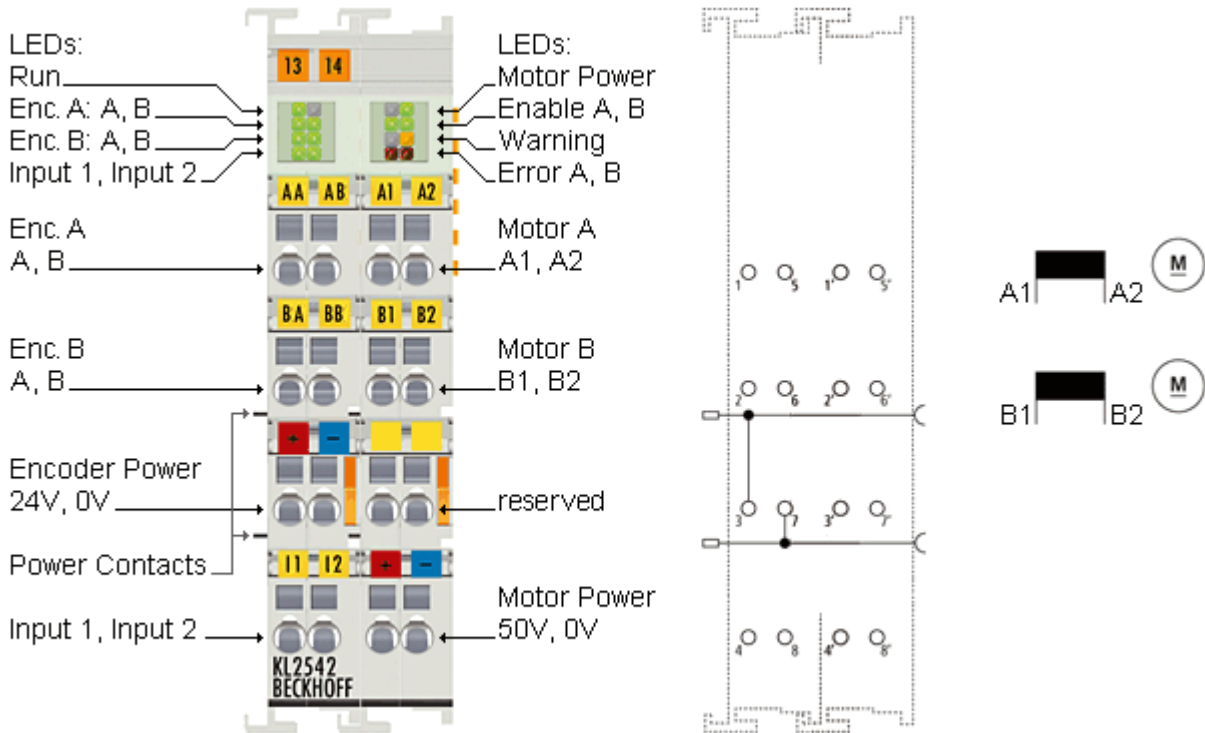 LEDs:
Run
Enc. A: A, B
Enc. B: A, B
Input 1, Input 2
Enc. A
A, B
Enc. B
A, B
Encoder Power
24V, 0V
Power Contacts
Input 1, Input 2
13 14
AA AB A1 A2
BA BB B1 B2
+ −
I1 I2 + −
KL2542
BECKHOFF
LEDs:
Motor Power
Enable A, B
Warning
Error A, B
Motor A
A1, A2
Motor B
B1, B2
reserved
Motor Power
50V, 0V
1 5 1' 5'
2 6 2' 6'
3 7 3' 7'
4 8 4' 8'
A1 A2 M
B1 B2 M